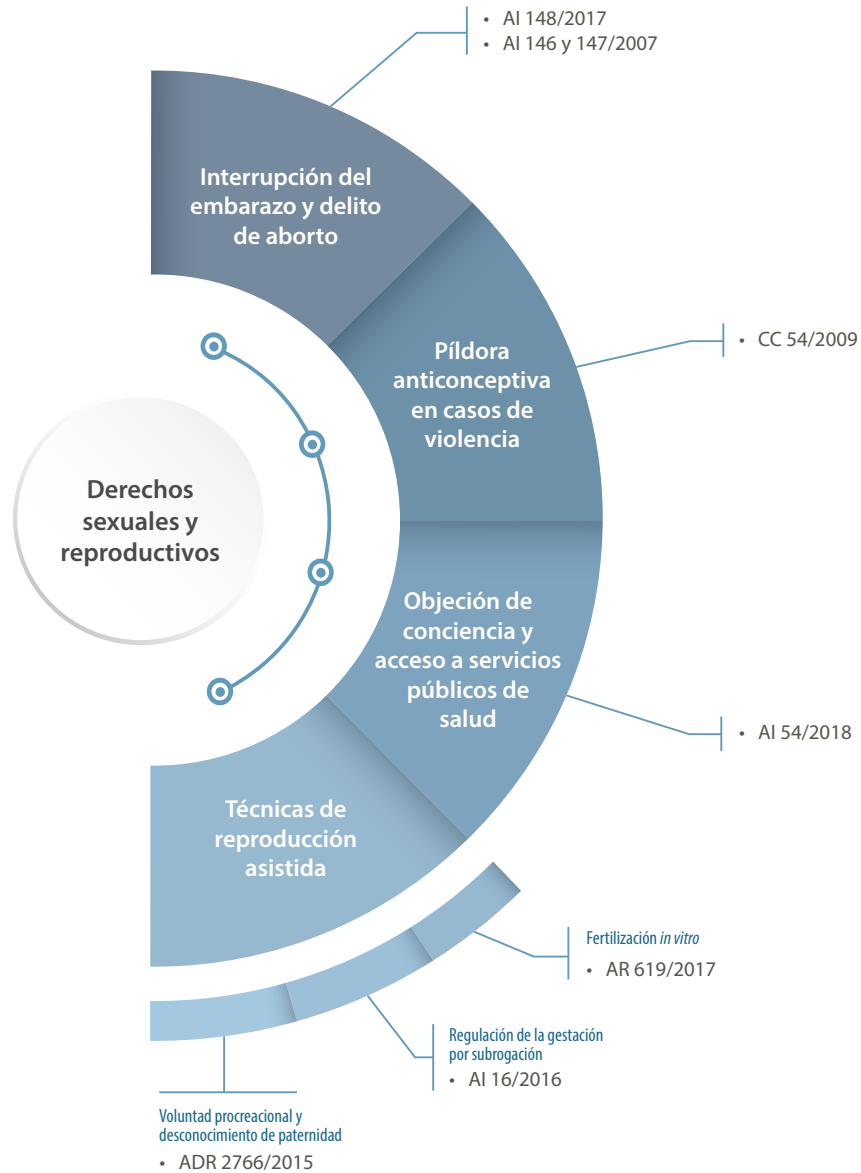 • AI 148/2017
• AI 146 y 147/2007
Interrupción del
embarazo y delito
de aborto
Píldora
anticonceptiva
en casos de
violencia
• CC 54/2009
Derechos
sexuales y
reproductivos
Objeción de
conciencia y
acceso a servicios
públicos de
salud
• AI 54/2018
Técnicas de
reproducción
asistida
Fertilización in vitro
• AR 619/2017
Regulación de la gestación
por subrogación
• AI 16/2016
Voluntad procreacional y
desconocimiento de paternidad
• ADR 2766/2015